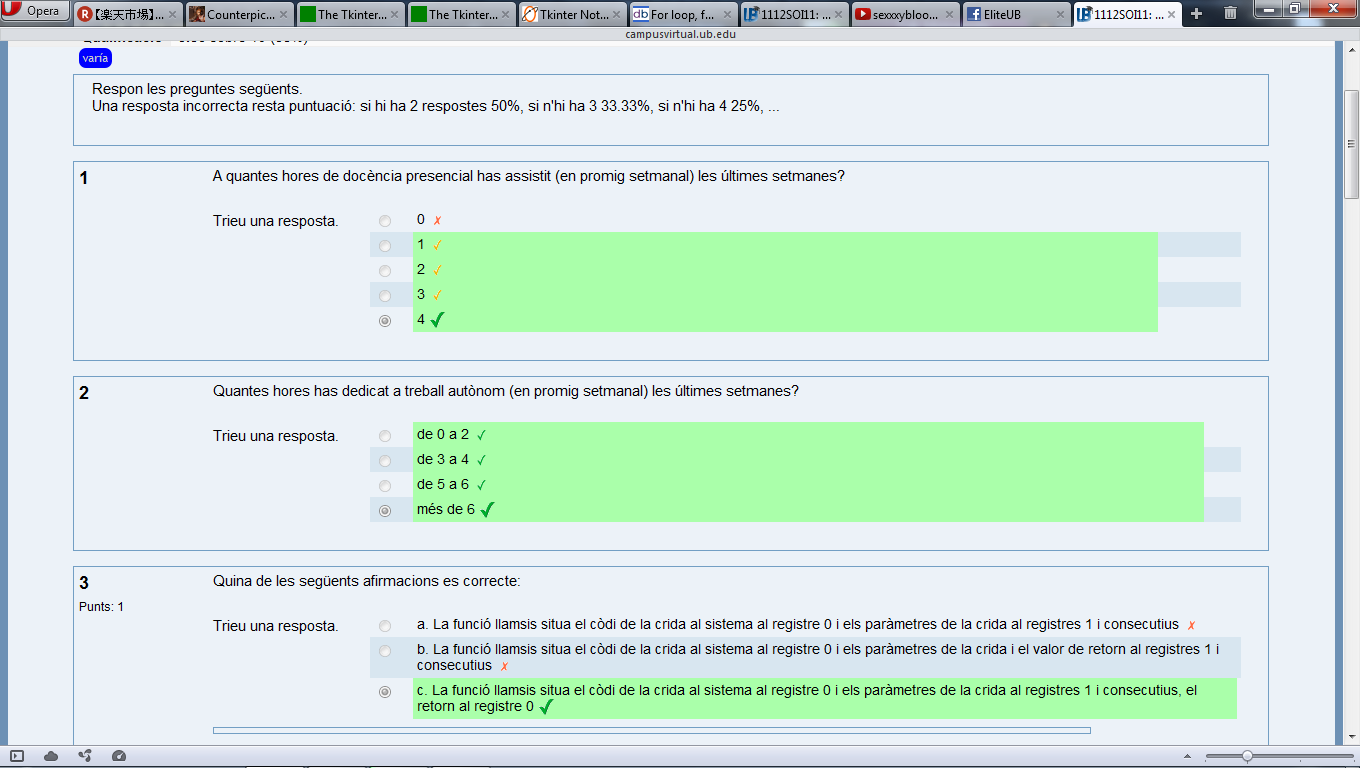 Opera
【楽天市場】...
Counterpic...
The Tkinter...
The Tkinter...
Tkinter Not...
For loop, f...
1112SOI11: ...
sexxxybloo...
EliteUB
1112SOI11: ...
campusvirtual.ub.edu
varía
Respon les preguntes següents.
Una resposta incorrecta resta puntuació: si hi ha 2 respostes 50%, si n'hi ha 3 33.33%, si n'hi ha 4 25%, ...
1
A quantes hores de docència presencial has assistit (en promig setmanal) les últimes setmanes?
Trieu una resposta.
0 ✗
1 ✓
2 ✓
3 ✓
4 ✓
2
Quantes hores has dedicat a treball autònom (en promig setmanal) les últimes setmanes?
Trieu una resposta.
de 0 a 2 ✓
de 3 a 4 ✓
de 5 a 6 ✓
més de 6 ✓
3
Punts: 1
Quina de les següents afirmacions es correcte:
Trieu una resposta.
a. La funció llamsis situa el còdi de la crida al sistema al registre 0 i els paràmetres de la crida al registres 1 i consecutius ✗
b. La funció llamsis situa el còdi de la crida al sistema al registre 0 i els paràmetres de la crida i el valor de retorn al registres 1 i
consecutius ✗
c. La funció llamsis situa el còdi de la crida al sistema al registre 0 i els paràmetres de la crida al registres 1 i consecutius, el
retorn al registre 0 ✓